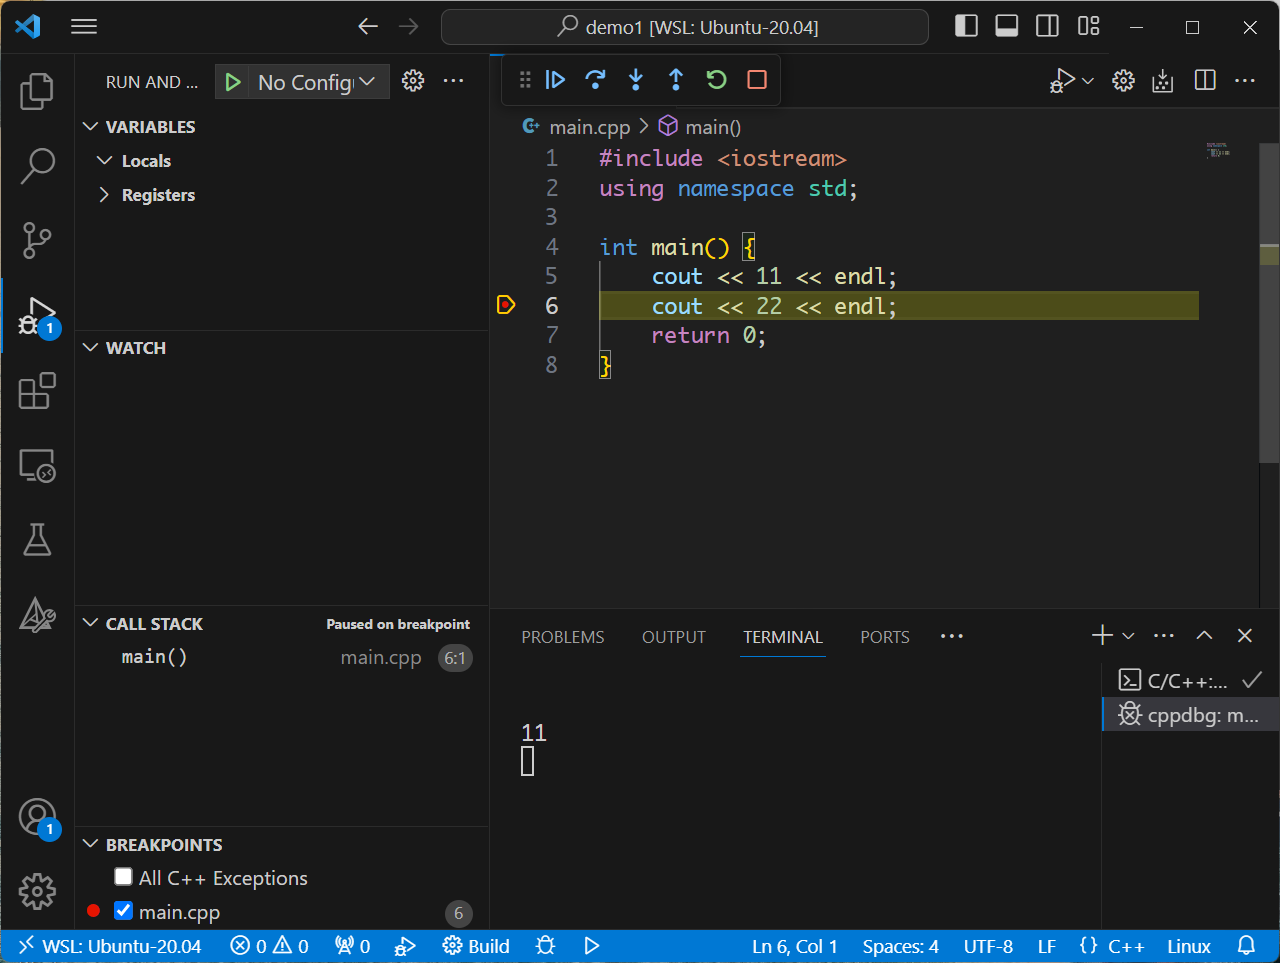 demo1 [WSL: Ubuntu-20.04]
RUN AND ...
No Config
VARIABLES
Locals
Registers
WATCH
CALL STACK
Paused on breakpoint
main()
main.cpp
6:1
BREAKPOINTS
All C++ Exceptions
main.cpp
6
1
1
main.cpp > main()
1 #include <iostream>
2 using namespace std;
3
4 int main() {
5 cout << 11 << endl;
6 cout << 22 << endl;
7 return 0;
8 }
PROBLEMS
OUTPUT
TERMINAL
PORTS
11
C/C++:...
cppdbg: m...
WSL: Ubuntu-20.04
0
0
0
Build
Ln 6, Col 1
Spaces: 4
UTF-8
LF
{} C++
Linux